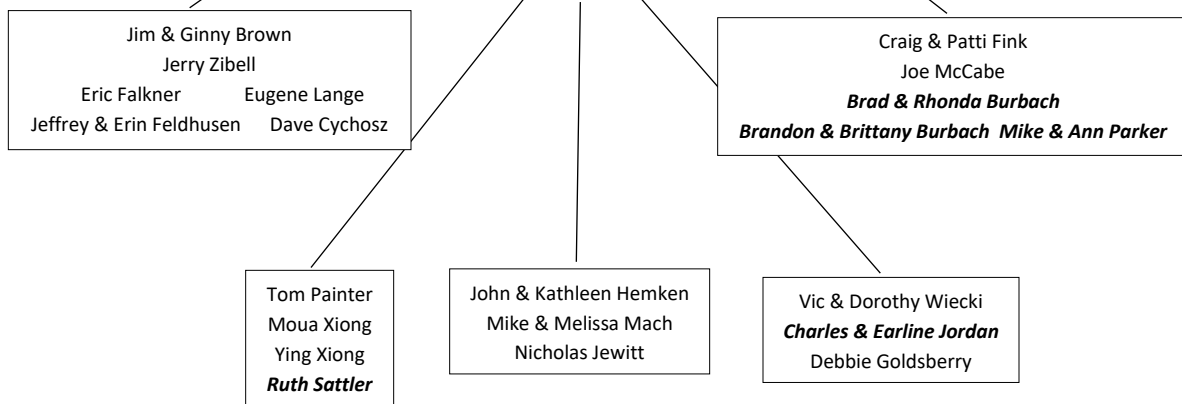 Jim & Ginny Brown
Jerry Zibell
Eric Falkner Eugene Lange
Jeffrey & Erin Feldhusen Dave Cychosz
Craig & Patti Fink
Joe McCabe
Brad & Rhonda Burbach
Brandon & Brittany Burbach Mike & Ann Parker
Tom Painter
Moua Xiong
Ying Xiong
Ruth Sattler
John & Kathleen Hemken
Mike & Melissa Mach
Nicholas Jewitt
Vic & Dorothy Wiecki
Charles & Earline Jordan
Debbie Goldsberry